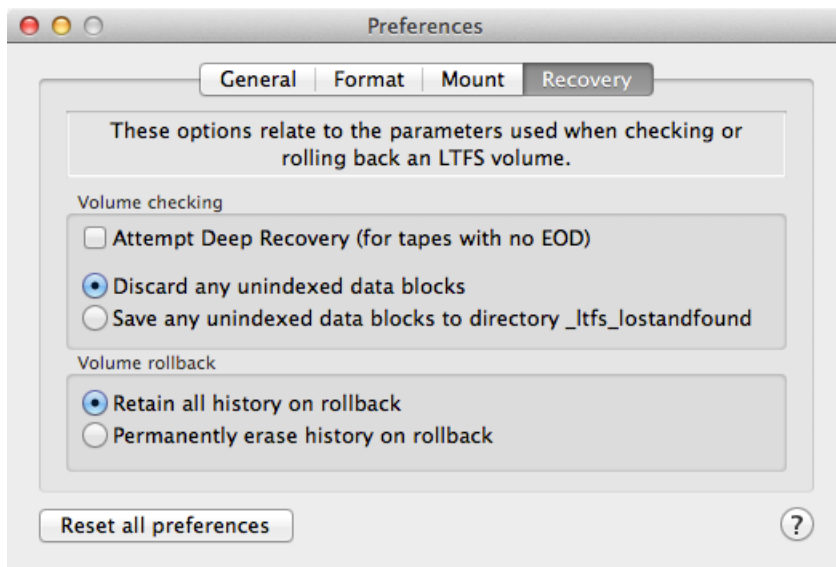 Preferences
General Format Mount Recovery
These options relate to the parameters used when checking or
rolling back an LTFS volume.
Volume checking
Attempt Deep Recovery (for tapes with no EOD)
Discard any unindexed data blocks
Save any unindexed data blocks to directory _ltfs_lostandfound
Volume rollback
Retain all history on rollback
Permanently erase history on rollback
Reset all preferences ?